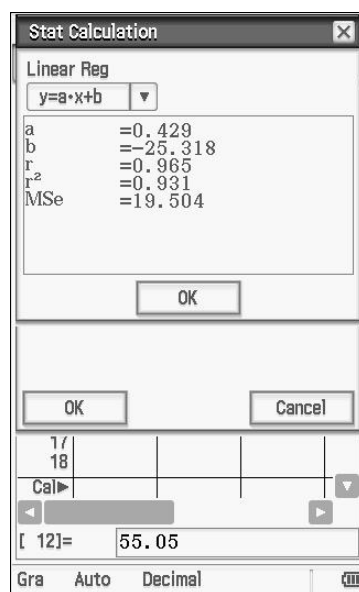 Stat Calculation
Linear Reg
y=a•x+b
a =0.429
b =-25.318
r =0.965
r² =0.931
MSe =19.504
OK
OK Cancel
17
18
Cal▶
[ 12]= 55.05
Gra Auto Decimal